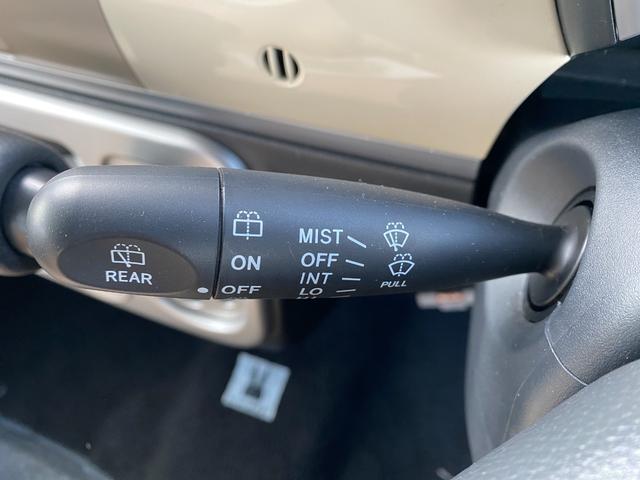 REAR
ON
OFF
MIST
OFF
INT
LO
PULL